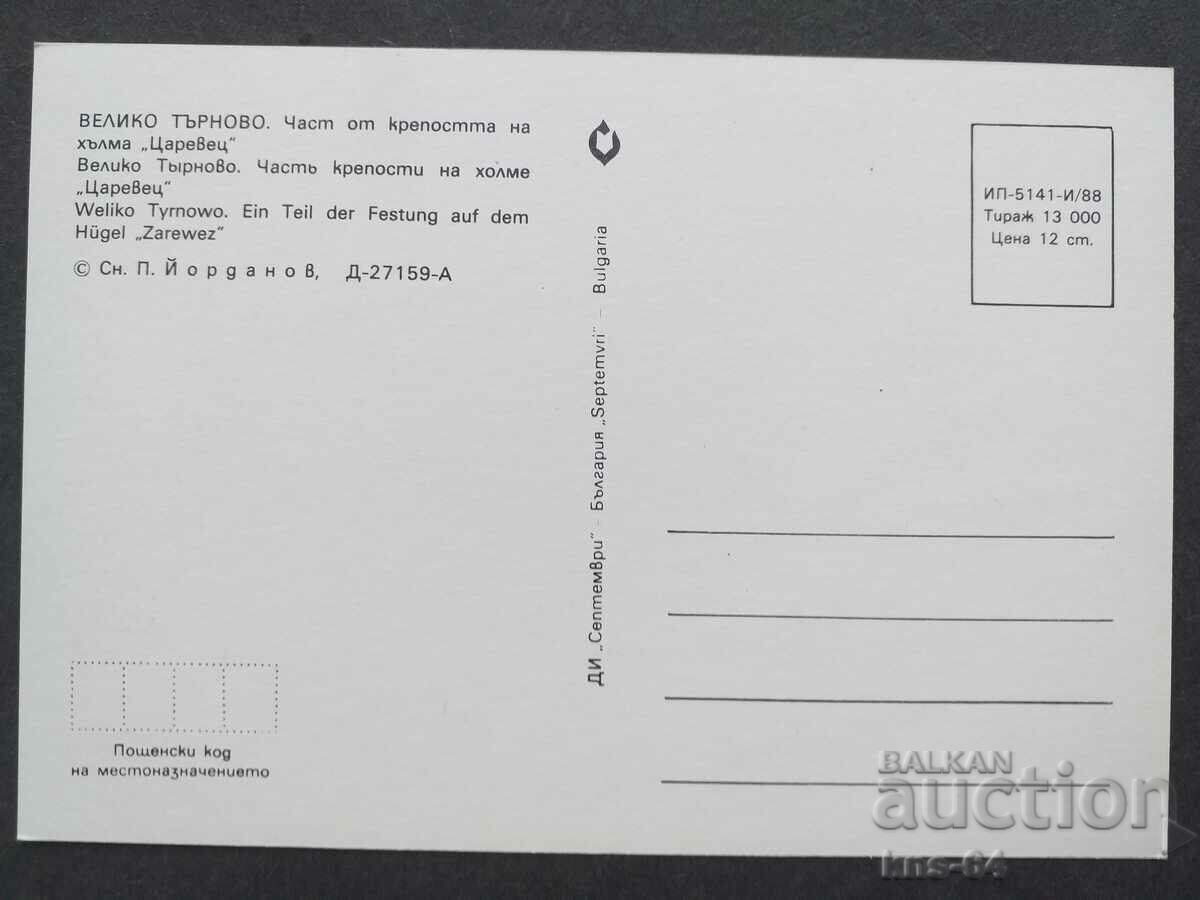 ВЕЛИКО ТЪРНОВО. Част от крепостта на
хълма „Царевец“
Велико Тырново. Часть крепости на холме
„Царевец“
Weliko Tyrnowo. Ein Teil der Festung auf dem
Hügel „Zarewez“
© Сн. П. Йорданов, Д-27159-А
ДИ „Септември“ - България „Septemvri“ – Bulgaria
ИП-5141-И/88
Тираж 13 000
Цена 12 ст.
Пощенски код
на местоназначението
BALKAN
auction
kns-64